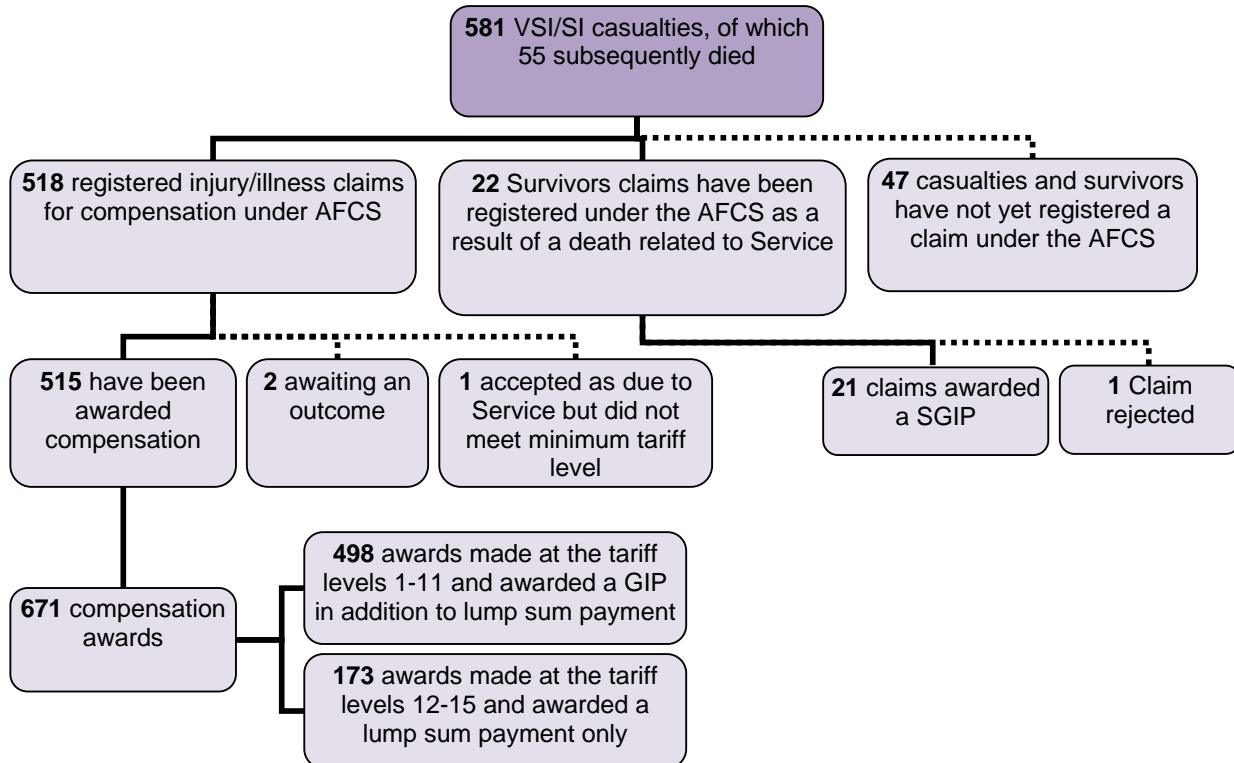 581 VSI/SI casualties, of which
55 subsequently died
518 registered injury/illness claims
for compensation under AFCS
22 Survivors claims have been
registered under the AFCS as a
result of a death related to Service
47 casualties and survivors
have not yet registered a
claim under the AFCS
515 have been
awarded
compensation
2 awaiting an
outcome
1 accepted as due to
Service but did not
meet minimum tariff
level
21 claims awarded
a SGIP
1 Claim
rejected
671 compensation
awards
498 awards made at the tariff
levels 1-11 and awarded a GIP
in addition to lump sum payment
173 awards made at the tariff
levels 12-15 and awarded a
lump sum payment only